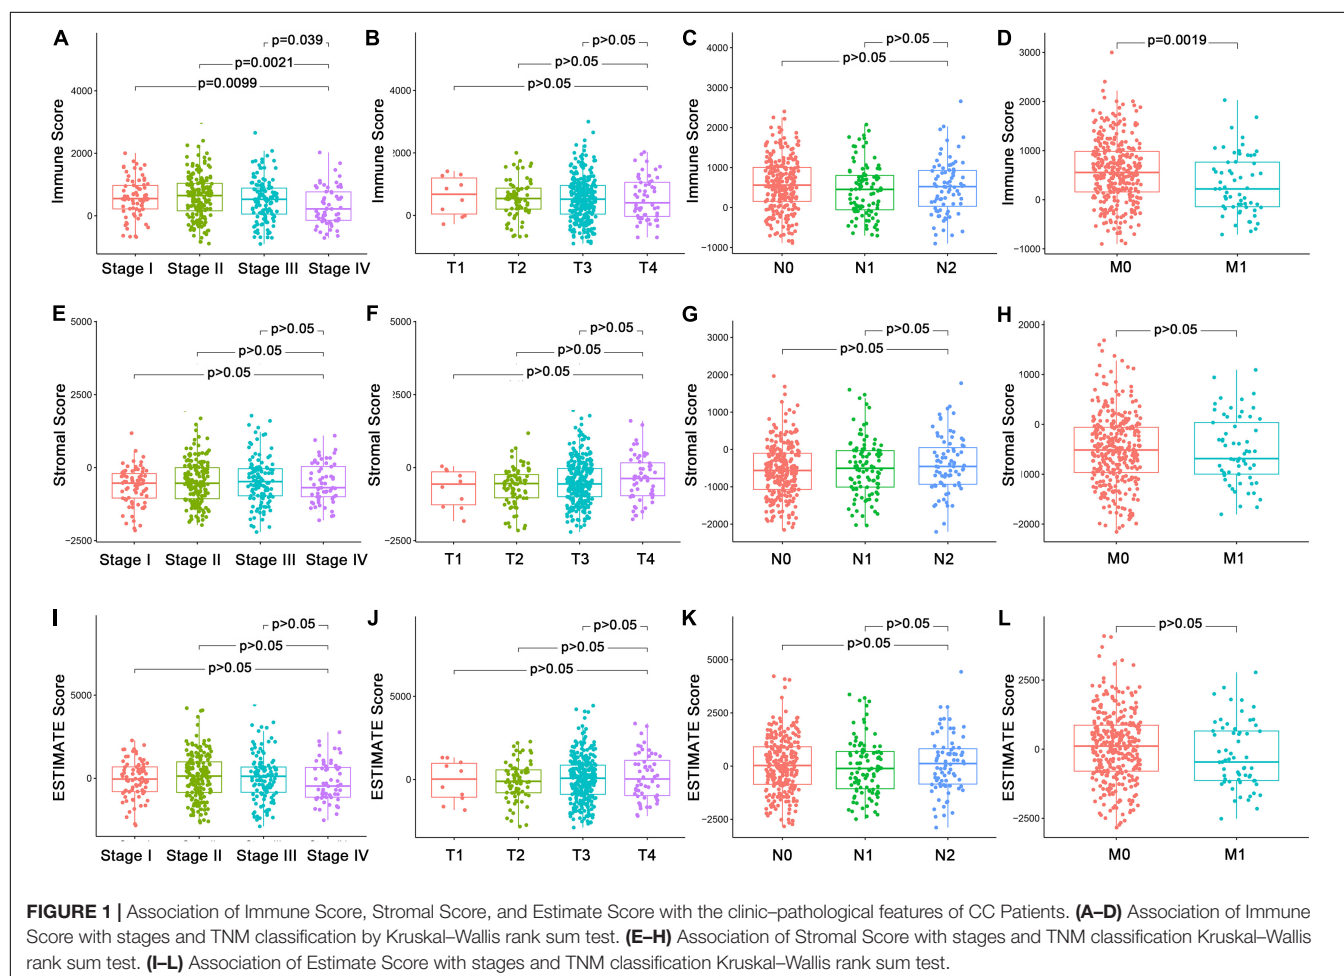 A
B
C
D
p=0.039
p=0.0021
p=0.0099
Immune Score
4000
2000
0
Stage I Stage II Stage III Stage IV
p>0.05
p>0.05
p>0.05
Immune Score
4000
2000
0
T1 T2 T3 T4
p>0.05
p>0.05
Immune Score
4000
3000
2000
1000
0
−1000
N0 N1 N2
p=0.0019
Immune Score
3000
2000
1000
0
−1000
M0 M1
E
F
G
H
p>0.05
p>0.05
p>0.05
Stromal Score
5000
2500
0
−2500
Stage I Stage II Stage III Stage IV
p>0.05
p>0.05
p>0.05
Stromal Score
5000
2500
0
−2500
T1 T2 T3 T4
p>0.05
p>0.05
Stromal Score
3000
2000
1000
0
−1000
−2000
N0 N1 N2
p>0.05
Stromal Score
2000
1000
0
−1000
−2000
M0 M1
I
J
K
L
p>0.05
p>0.05
p>0.05
ESTIMATE Score
5000
0
Stage I Stage II Stage III Stage IV
p>0.05
p>0.05
p>0.05
ESTIMATE Score
5000
0
T1 T2 T3 T4
p>0.05
p>0.05
ESTIMATE Score
5000
2500
0
−2500
N0 N1 N2
p>0.05
ESTIMATE Score
2500
0
−2500
M0 M1
FIGURE 1 | Association of Immune Score, Stromal Score, and Estimate Score with the clinic–pathological features of CC Patients. (A–D) Association of Immune
Score with stages and TNM classification by Kruskal–Wallis rank sum test. (E–H) Association of Stromal Score with stages and TNM classification Kruskal–Wallis
rank sum test. (I–L) Association of Estimate Score with stages and TNM classification Kruskal–Wallis rank sum test.